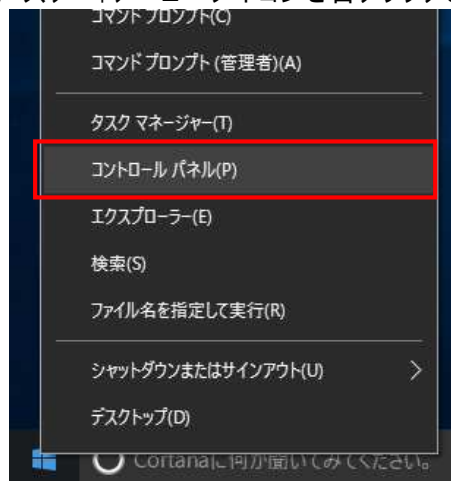 コマンド プロンプト(C)
コマンド プロンプト (管理者)(A)
タスク マネージャー(T)
コントロール パネル(P)
エクスプローラー(E)
検索(S)
ファイル名を指定して実行(R)
シャットダウンまたはサインアウト(U)
デスクトップ(D)
Cortanaに何か聞いてみてください。